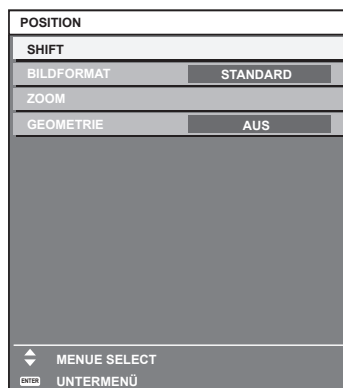 POSITION
SHIFT
BILDFORMAT STANDARD
ZOOM
GEOMETRIE AUS
MENUE SELECT
ENTER UNTERMENÜ